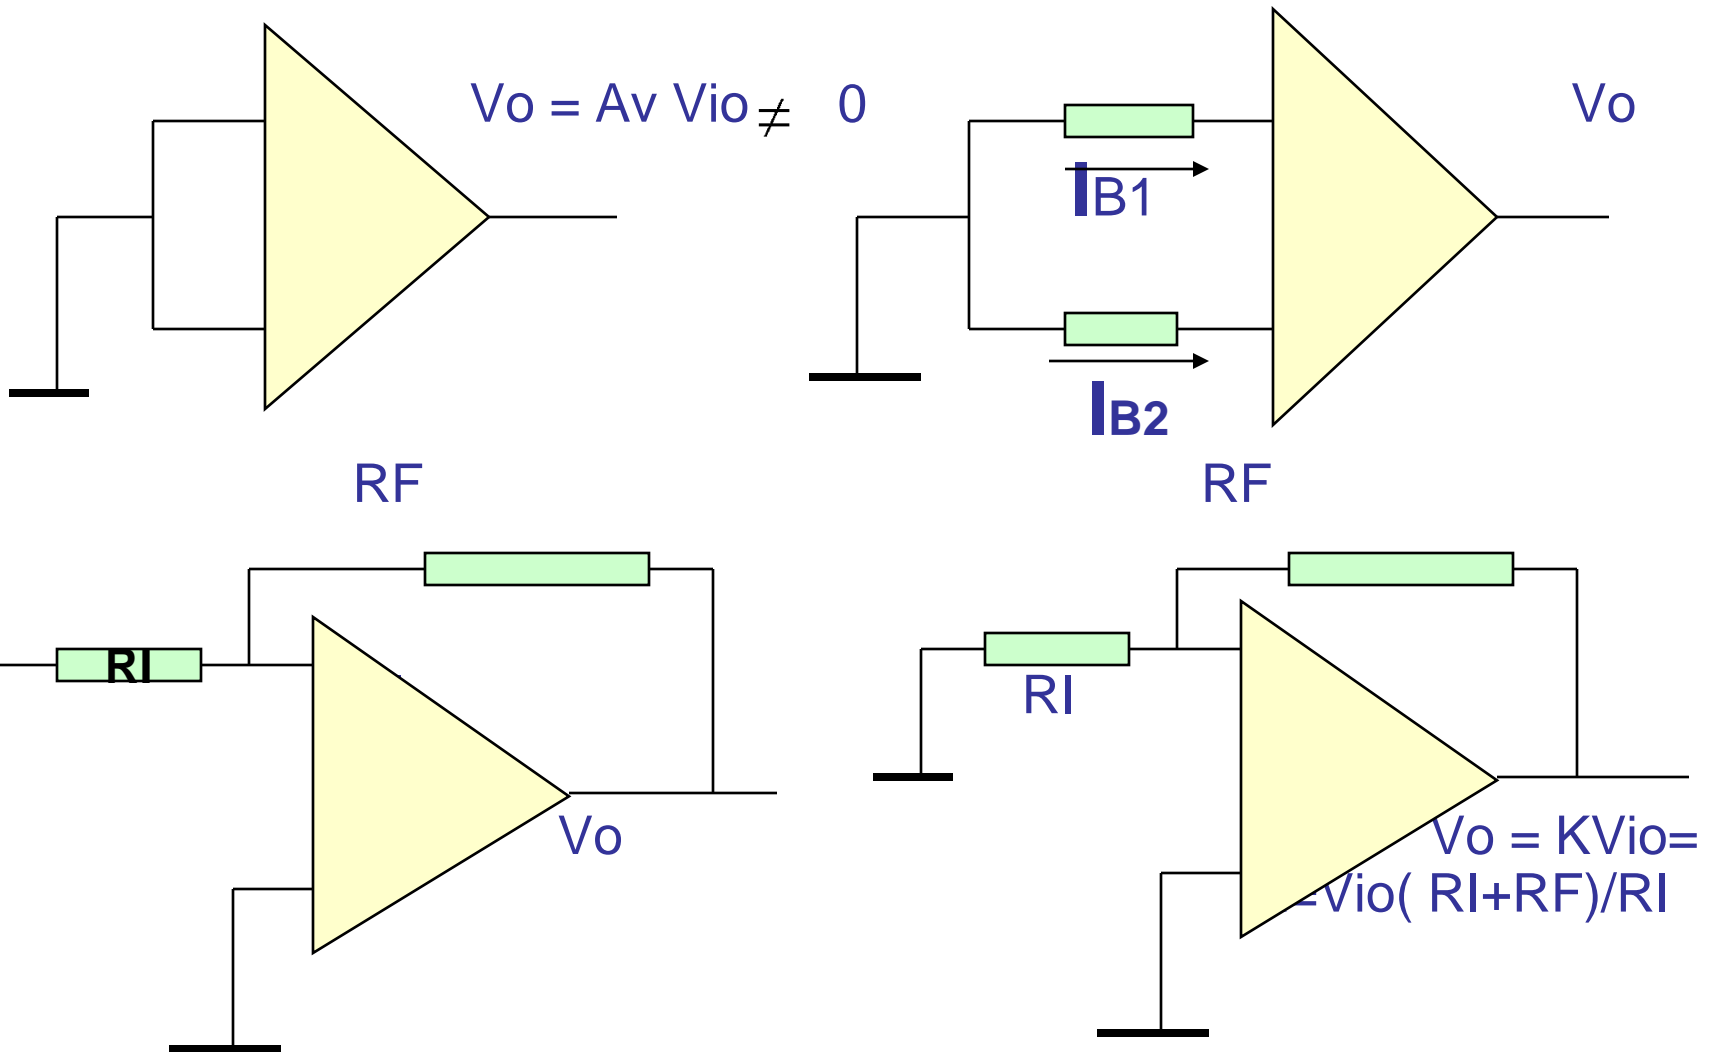 Vo = Av Vio ≠ 0
Vo
IB1
IB2
RF
RF
RI
RI
Vo
Vo = KVio=
=Vio( RI+RF)/RI